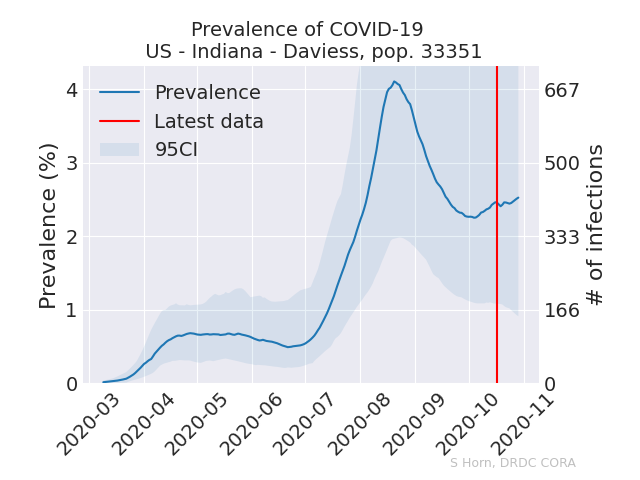 Prevalence of COVID-19
US - Indiana - Daviess, pop. 33351
Prevalence
Latest data
95CI
Prevalence (%)
4
3
2
1
0
667
500
333
166
0
# of infections
2020-03
2020-04
2020-05
2020-06
2020-07
2020-08
2020-09
2020-10
2020-11
S Horn, DRDC CORA